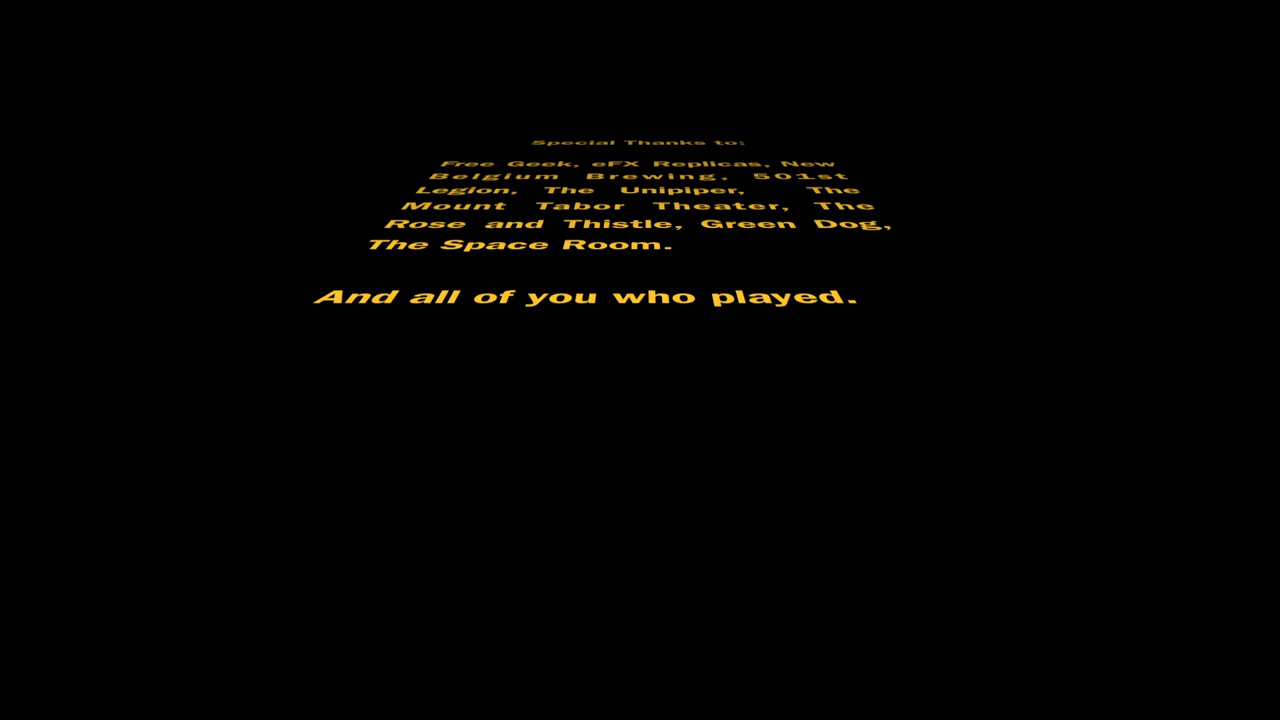 Special Thanks to:
Free Geek, eFX Replicas, New
Belgium Brewing, 501st
Legion, The Unipiper, The
Mount Tabor Theater, The
Rose and Thistle, Green Dog,
The Space Room.
And all of you who played.